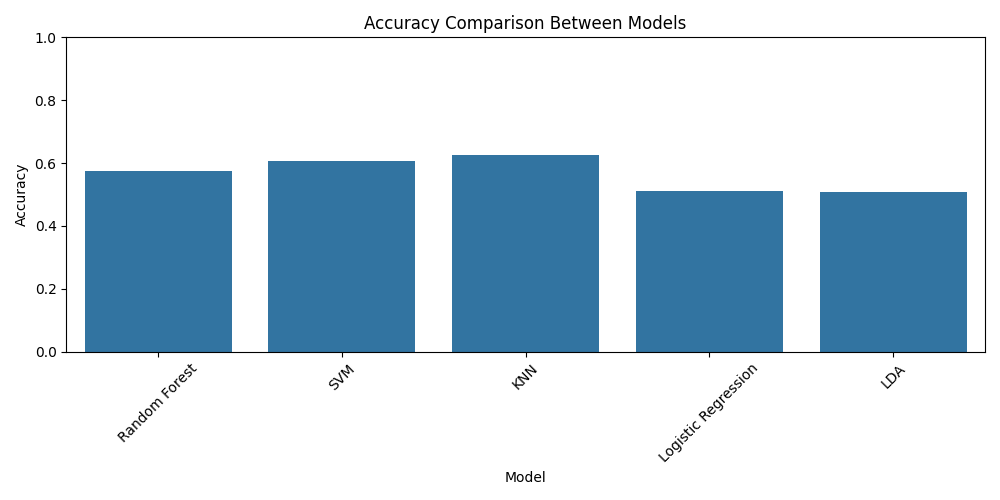 Accuracy Comparison Between Models
Accuracy
1.0
0.8
0.6
0.4
0.2
0.0
Random Forest
SVM
KNN
Logistic Regression
LDA
Model